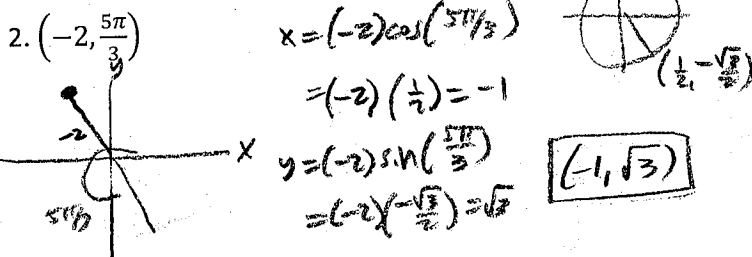 2. (−2, 5π/3)
y
x
-2
5π/3
x=(-2)cos(5π/3)
=(-2)(1/2)=-1
y=(-2)sin(5π/3)
=(-2)(-√3/2)=√3
(1/2, -√3/2)
(-1,√3)